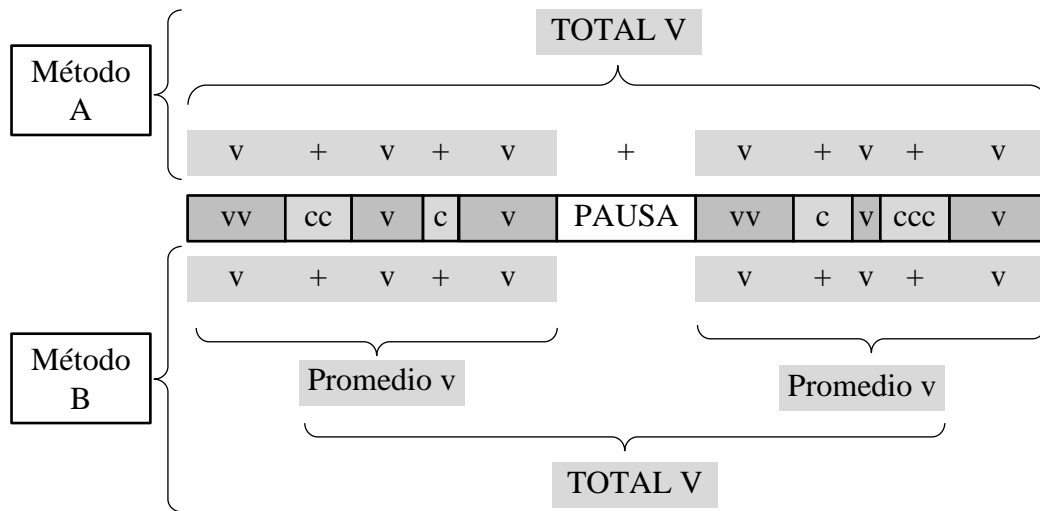 TOTAL V
Método
A
v + v + v + v + v + v
vv cc v c v PAUSA vv c v ccc v
v + v + v v + v + v
Método
B
Promedio v Promedio v
TOTAL V